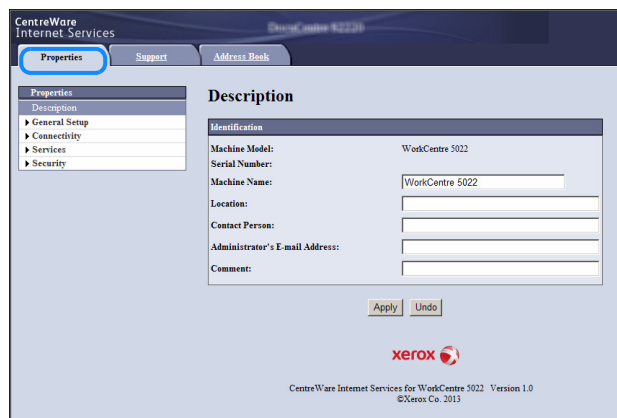 CentreWare
Internet Services
Properties
Support
Address Book
Properties
Description
General Setup
Connectivity
Services
Security
Description
Identification
Machine Model: WorkCentre 5022
Serial Number:
Machine Name: WorkCentre 5022
Location:
Contact Person:
Administrator's E-mail Address:
Comment:
Apply Undo
xerox
CentreWare Internet Services for WorkCentre 5022 Version 1.0
©Xerox Co. 2013